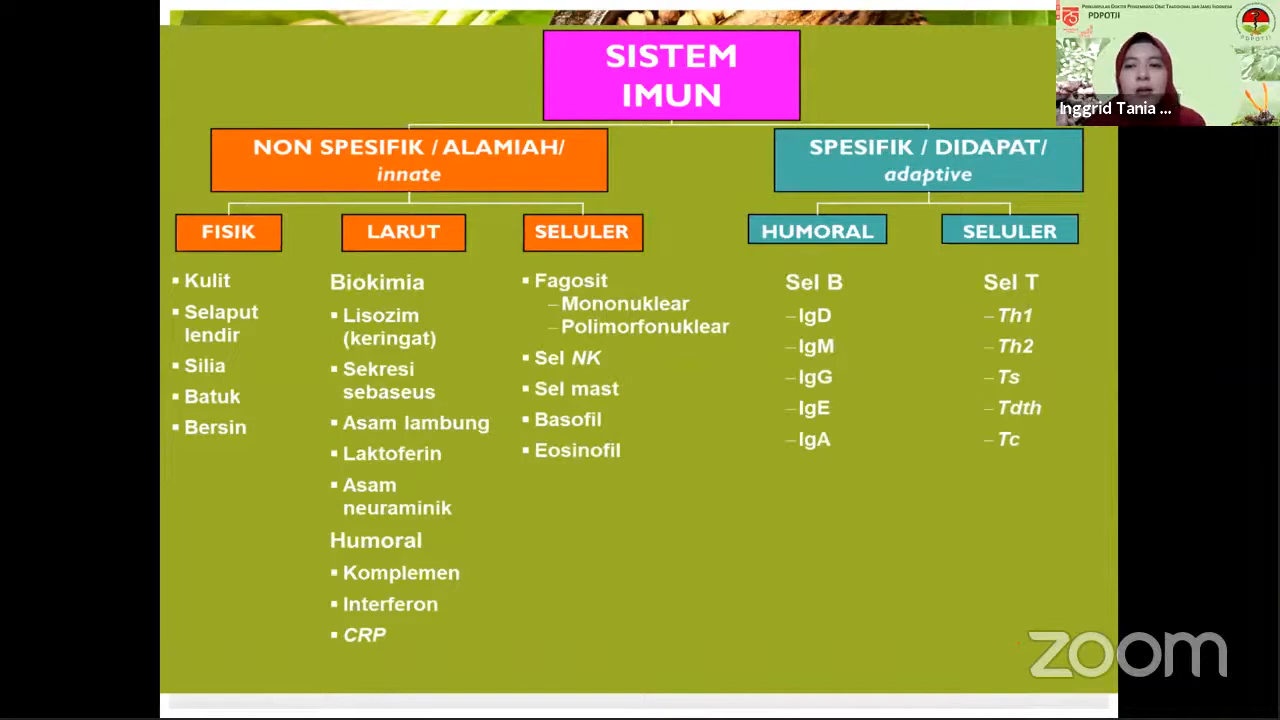 SISTEM
IMUN
NON SPESIFIK / ALAMIAH/
innate
SPESIFIK / DIDAPAT/
adaptive
FISIK
LARUT
SELULER
HUMORAL
SELULER
▪ Kulit
▪ Selaput
lendir
▪ Silia
▪ Batuk
▪ Bersin
Biokimia
▪ Lisozim
(keringat)
▪ Sekresi
sebaseus
▪ Asam lambung
▪ Laktoferin
▪ Asam
neuraminik
Humoral
▪ Komplemen
▪ Interferon
▪ CRP
▪ Fagosit
– Mononuklear
– Polimorfonuklear
▪ Sel NK
▪ Sel mast
▪ Basofil
▪ Eosinofil
Sel B
– IgD
– IgM
– IgG
– IgE
– IgA
Sel T
– Th1
– Th2
– Ts
– Tdth
– Tc
PDPOTJI
Inggrid Tania ...
zoom